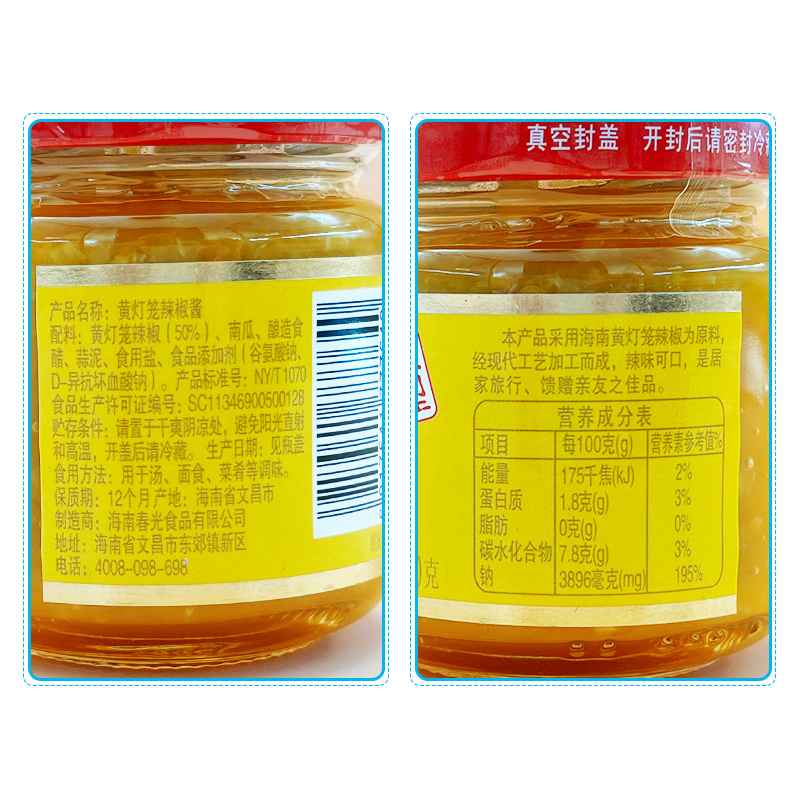 产品名称：黄灯笼辣椒酱
配料：黄灯笼辣椒（50%）、南瓜、酿造食
醋、蒜泥、食用盐、食品添加剂（谷氨酸钠、
D-异抗坏血酸钠）。产品标准号：NY/T1070
食品生产许可证编号：SC11346900500128
贮存条件：请置于干爽阴凉处，避免阳光直射
和高温，开盖后请冷藏。 生产日期：见瓶盖
食用方法：用于汤、面食、菜肴等调味。
保质期：12个月 产地：海南省文昌市
制造商：海南春光食品有限公司
地址：海南省文昌市东郊镇新区
电话：4008-098-698
真空封盖 开封后请密封冷
本产品采用海南黄灯笼辣椒为原料，
经现代工艺加工而成，辣味可口，是居
家旅行、馈赠亲友之佳品。
营养成分表
项目 每100克(g) 营养素参考值%
能量 175千焦(kJ) 2%
蛋白质 1.8克(g) 3%
脂肪 0克(g) 0%
碳水化合物 7.8克(g) 3%
钠 3896毫克(mg) 195%
克